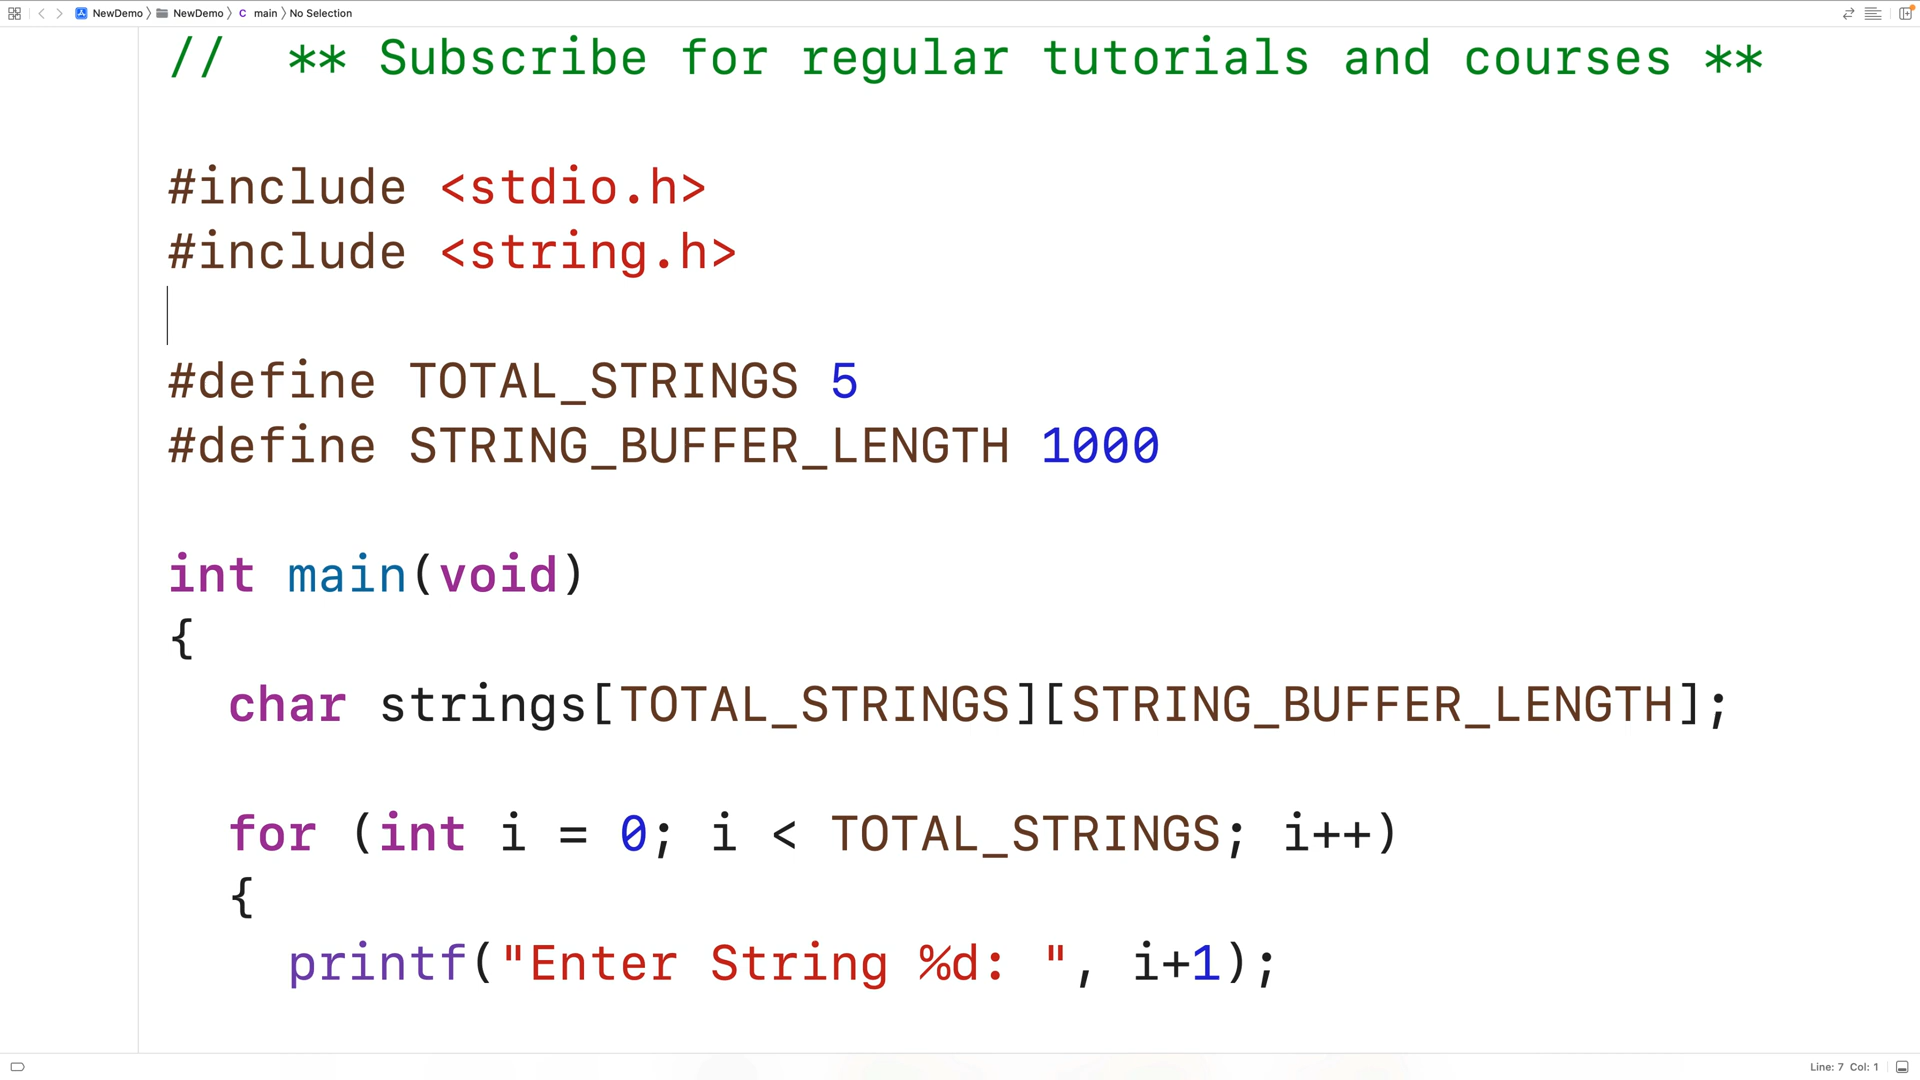 NewDemo NewDemo C main No Selection
//  ** Subscribe for regular tutorials and courses **
#include <stdio.h>
#include <string.h>
#define TOTAL_STRINGS 5
#define STRING_BUFFER_LENGTH 1000
int main(void)
{
  char strings[TOTAL_STRINGS][STRING_BUFFER_LENGTH];
  for (int i = 0; i < TOTAL_STRINGS; i++)
  {
    printf("Enter String %d: ", i+1);
Line: 7 Col: 1